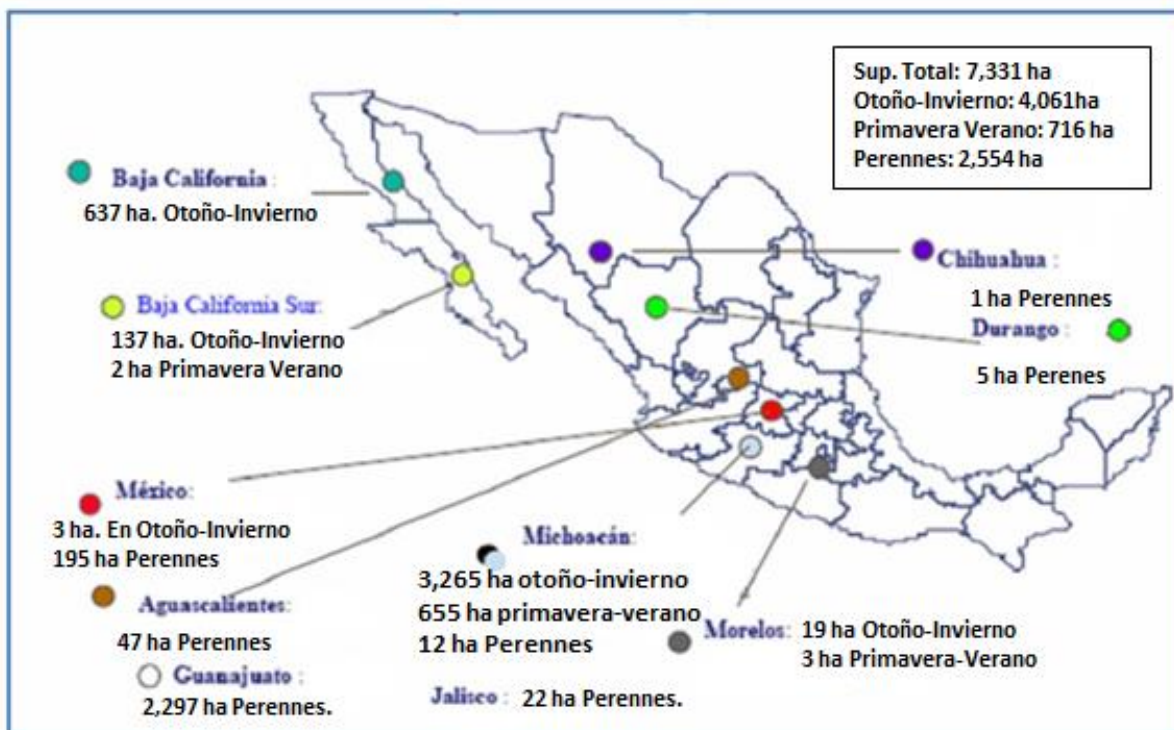 Sup. Total: 7,331 ha
Otoño-Invierno: 4,061ha
Primavera Verano: 716 ha
Perennes: 2,554 ha
Baja California :
637 ha. Otoño-Invierno
Baja California Sur:
137 ha. Otoño-Invierno
2 ha Primavera Verano
Chihuahua :
1 ha Perennes
Durango :
5 ha Perenes
México:
3 ha. En Otoño-Invierno
195 ha Perennes
Aguascalientes:
47 ha Perennes
Guanajuato :
2,297 ha Perennes.
Michoacán:
3,265 ha otoño-invierno
655 ha primavera-verano
12 ha Perennes
Jalisco : 22 ha Perennes.
Morelos: 19 ha Otoño-Invierno
3 ha Primavera-Verano